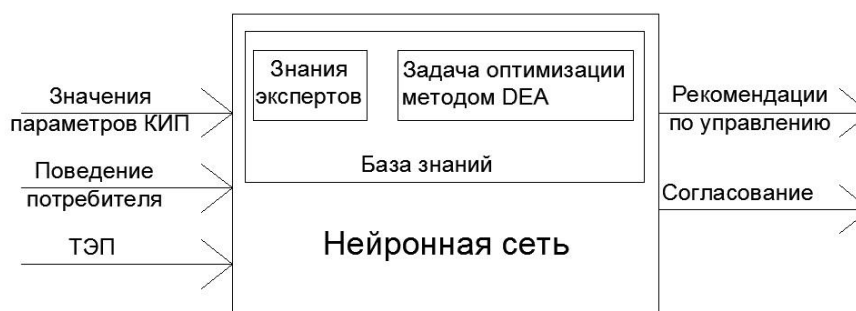 Значения
параметров КИП
Поведение
потребителя
ТЭП
Знания
экспертов
Задача оптимизации
методом DEA
База знаний
Нейронная сеть
Рекомендации
по управлению
Согласование